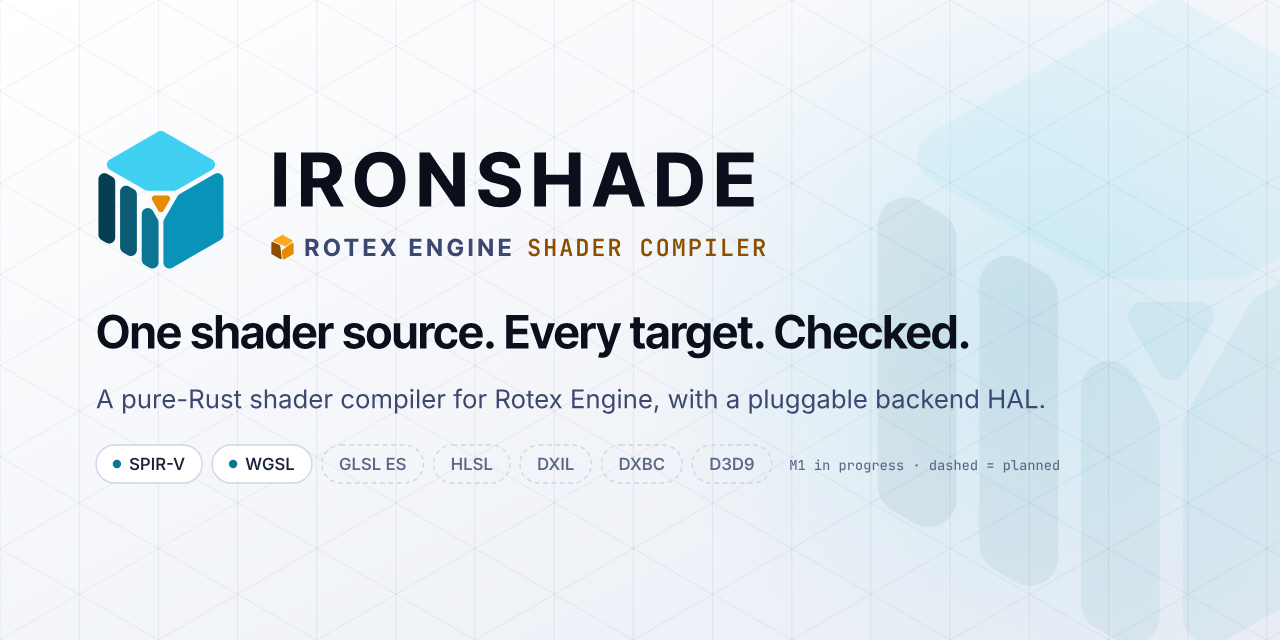 IRONSHADE
ROTEX ENGINE SHADER COMPILER
One shader source. Every target. Checked.
A pure-Rust shader compiler for Rotex Engine, with a pluggable backend HAL.
SPIR-V WGSL GLSL ES HLSL DXIL DXBC D3D9 M1 in progress · dashed = planned